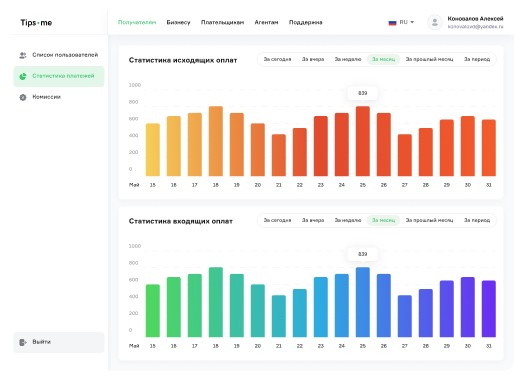 Tips•me
Получателям Бизнесу Плательщикам Агентам Поддержка
RU
Коновалов Алексей
konovalovd@yandex.ru
Список пользователей
Статистика платежей
Комиссии
Выйти
Статистика исходящих оплат
За сегодня За вчера За неделю За месяц За прошлый месяц За период
1000
800
600
400
200
0
839
Май 15 16 17 18 19 20 21 22 23 24 25 26 27 28 29 30 31
Статистика входящих оплат
За сегодня За вчера За неделю За месяц За прошлый месяц За период
1000
800
600
400
200
0
839
Май 15 16 17 18 19 20 21 22 23 24 25 26 27 28 29 30 31